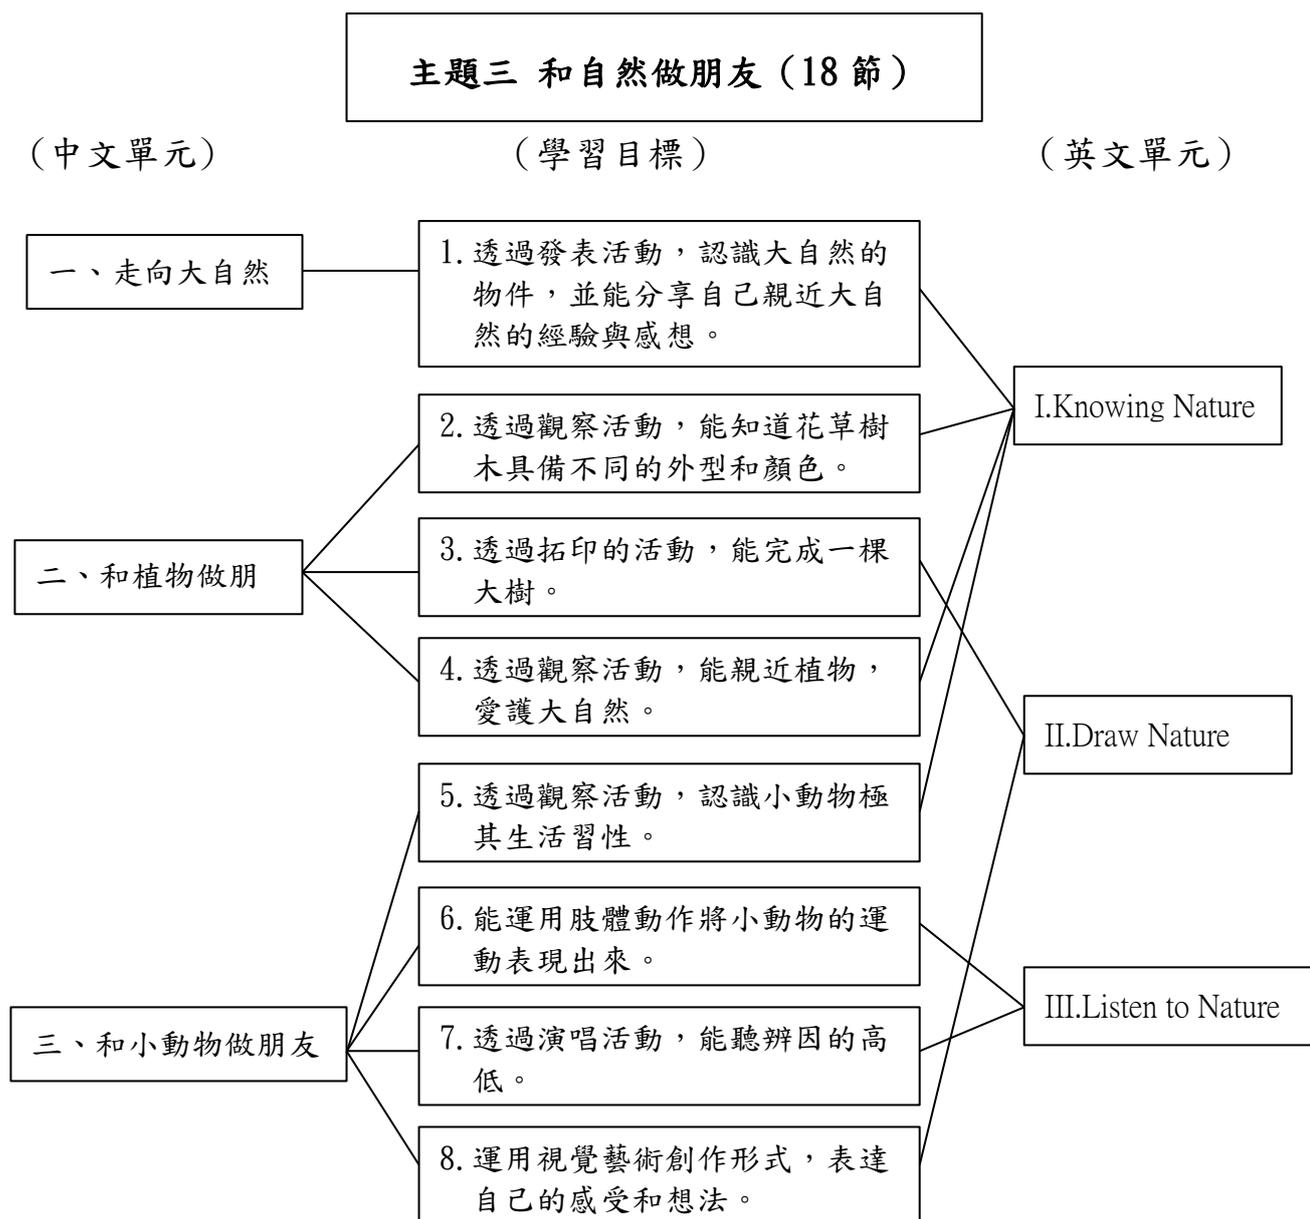 主題三 和自然做朋友（18 節）
（中文單元）
（學習目標）
（英文單元）
一、走向大自然
1. 透過發表活動，認識大自然的
物件，並能分享自己親近大自
然的經驗與感想。
I.Knowing Nature
2. 透過觀察活動，能知道花草樹
木具備不同的外型和顏色。
二、和植物做朋
3. 透過拓印的活動，能完成一棵
大樹。
4. 透過觀察活動，能親近植物，
愛護大自然。
II.Draw Nature
5. 透過觀察活動，認識小動物極
其生活習性。
6. 能運用肢體動作將小動物的運
動表現出來。
III.Listen to Nature
三、和小動物做朋友
7. 透過演唱活動，能聽辨因的高
低。
8. 運用視覺藝術創作形式，表達
自己的感受和想法。